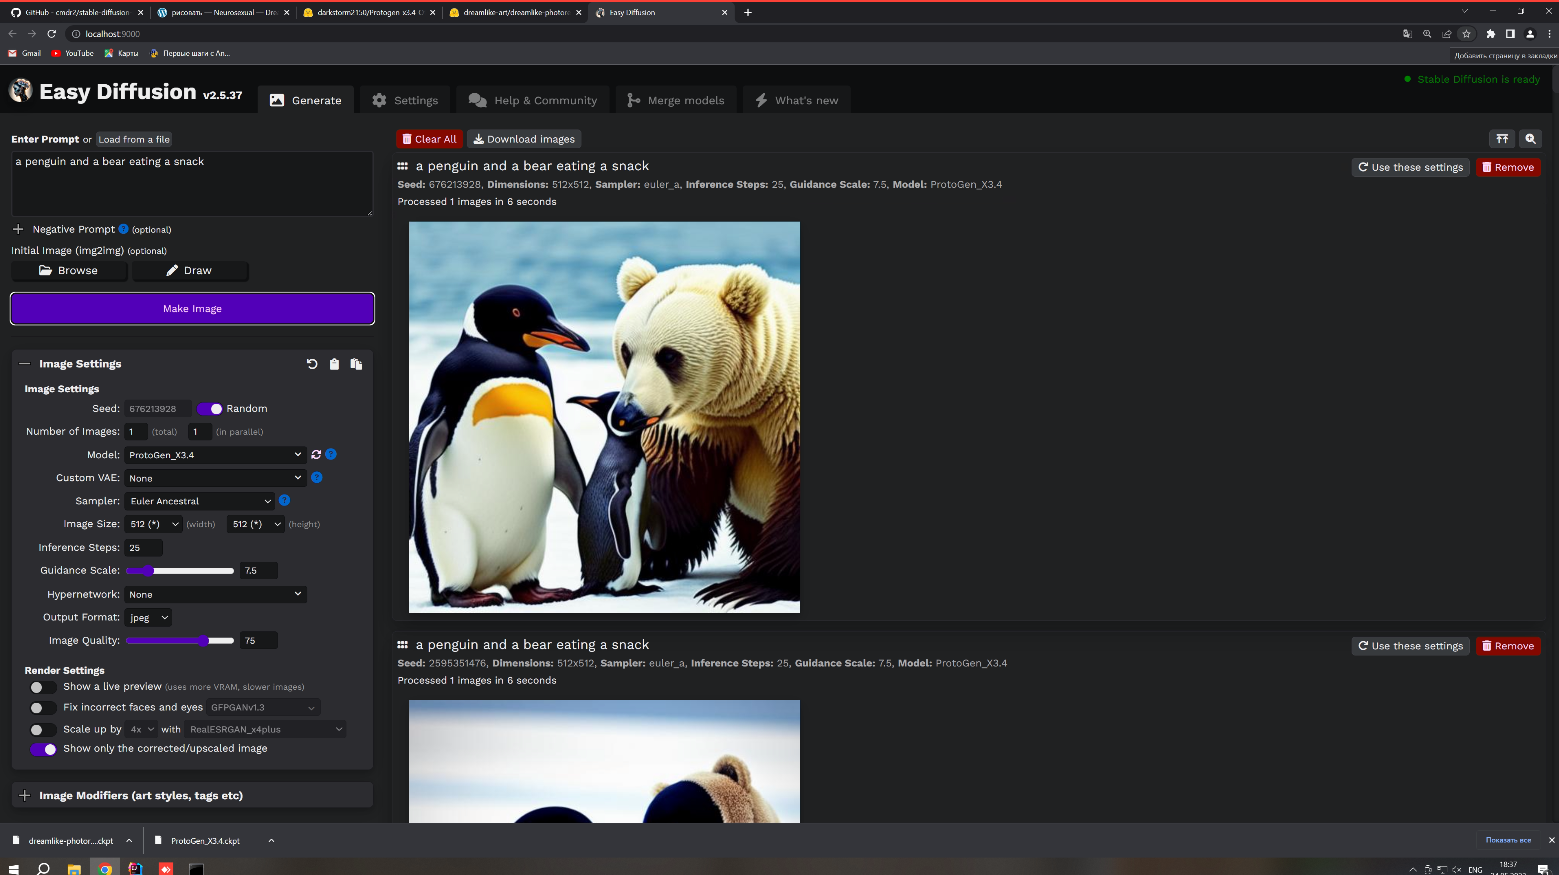 GitHub - cmdr2/stable-diffusion
рисовать — Neurosexual — Dre
darkstorm2150/Protogen_x3.4_O
dreamlike-art/dreamlike-photore
Easy Diffusion
localhost:9000
Gmail
YouTube
Карты
Первые шаги с An...
Добавить страницу в закладки
Easy Diffusion v2.5.37
Generate
Settings
Help & Community
Merge models
What's new
Stable Diffusion is ready
Enter Prompt or Load from a file
a penguin and a bear eating a snack
Negative Prompt ? (optional)
Initial Image (img2img) (optional)
Browse
Draw
Make Image
Image Settings
Image Settings
Seed: 676213928 Random
Number of Images: 1 (total) 1 (in parallel)
Model: ProtoGen_X3.4 ?
Custom VAE: None ?
Sampler: Euler Ancestral ?
Image Size: 512 (*) (width) 512 (*) (height)
Inference Steps: 25
Guidance Scale: 7.5
Hypernetwork: None
Output Format: jpeg
Image Quality: 75
Render Settings
Show a live preview (uses more VRAM, slower images)
Fix incorrect faces and eyes GFPGANv1.3
Scale up by 4x with RealESRGAN_x4plus
Show only the corrected/upscaled image
Image Modifiers (art styles, tags etc)
Clear All
Download images
a penguin and a bear eating a snack
Use these settings
Remove
Seed: 676213928, Dimensions: 512x512, Sampler: euler_a, Inference Steps: 25, Guidance Scale: 7.5, Model: ProtoGen_X3.4
Processed 1 images in 6 seconds
a penguin and a bear eating a snack
Use these settings
Remove
Seed: 2595351476, Dimensions: 512x512, Sampler: euler_a, Inference Steps: 25, Guidance Scale: 7.5, Model: ProtoGen_X3.4
Processed 1 images in 6 seconds
dreamlike-photor....ckpt
ProtoGen_X3.4.ckpt
Показать все
ENG
18:37